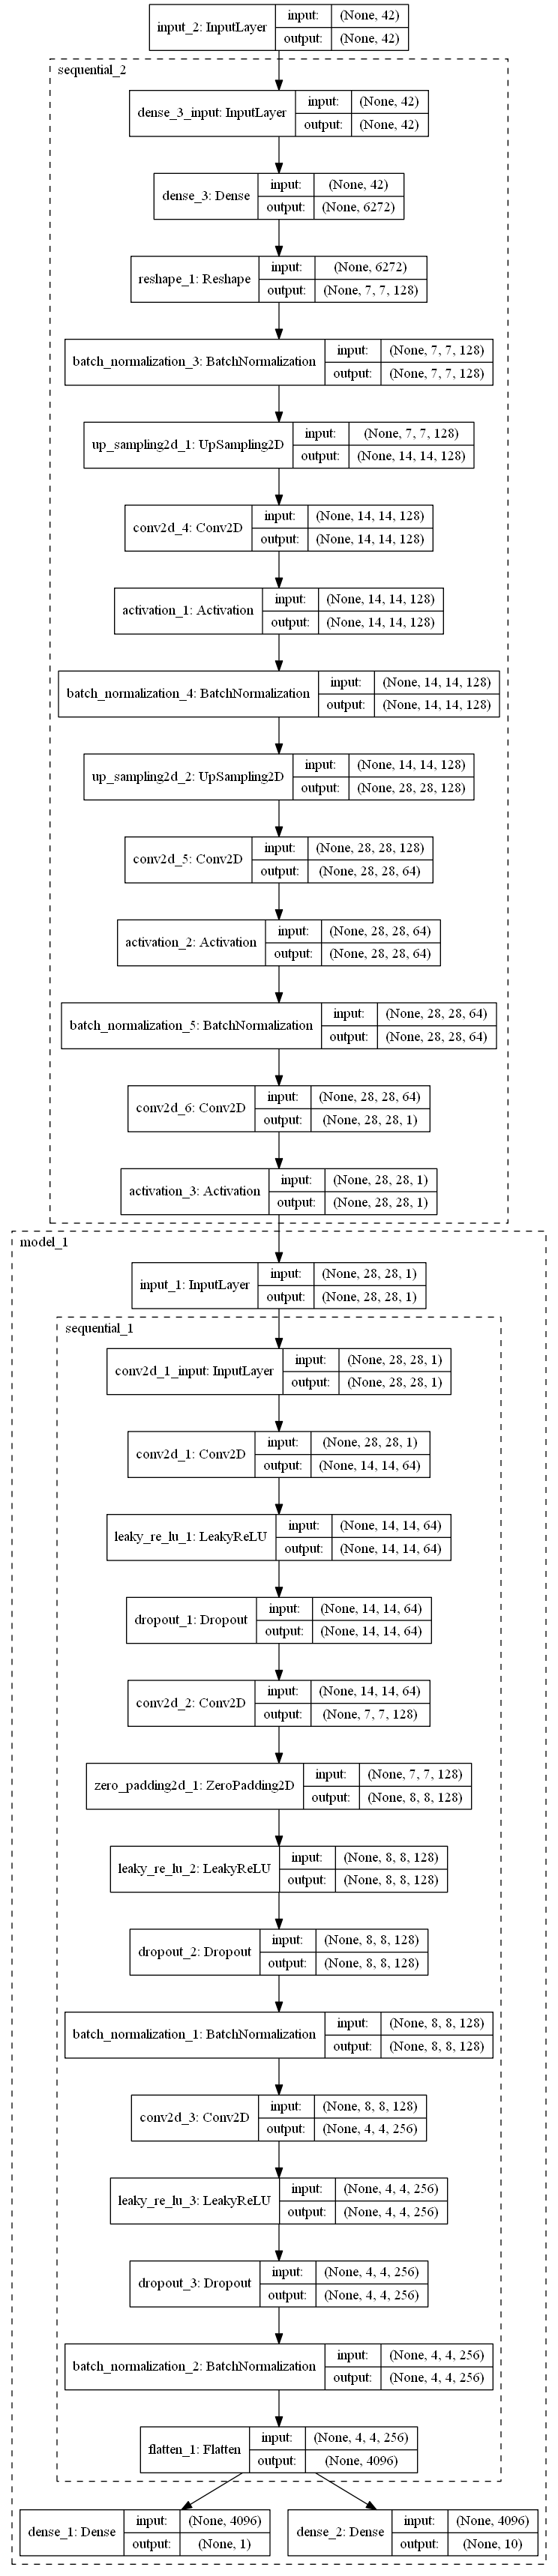 input_2: InputLayer
input: (None, 42)
output: (None, 42)
sequential_2
dense_3_input: InputLayer
input: (None, 42)
output: (None, 42)
dense_3: Dense
input: (None, 42)
output: (None, 6272)
reshape_1: Reshape
input: (None, 6272)
output: (None, 7, 7, 128)
batch_normalization_3: BatchNormalization
input: (None, 7, 7, 128)
output: (None, 7, 7, 128)
up_sampling2d_1: UpSampling2D
input: (None, 7, 7, 128)
output: (None, 14, 14, 128)
conv2d_4: Conv2D
input: (None, 14, 14, 128)
output: (None, 14, 14, 128)
activation_1: Activation
input: (None, 14, 14, 128)
output: (None, 14, 14, 128)
batch_normalization_4: BatchNormalization
input: (None, 14, 14, 128)
output: (None, 14, 14, 128)
up_sampling2d_2: UpSampling2D
input: (None, 14, 14, 128)
output: (None, 28, 28, 128)
conv2d_5: Conv2D
input: (None, 28, 28, 128)
output: (None, 28, 28, 64)
activation_2: Activation
input: (None, 28, 28, 64)
output: (None, 28, 28, 64)
batch_normalization_5: BatchNormalization
input: (None, 28, 28, 64)
output: (None, 28, 28, 64)
conv2d_6: Conv2D
input: (None, 28, 28, 64)
output: (None, 28, 28, 1)
activation_3: Activation
input: (None, 28, 28, 1)
output: (None, 28, 28, 1)
model_1
input_1: InputLayer
input: (None, 28, 28, 1)
output: (None, 28, 28, 1)
sequential_1
conv2d_1_input: InputLayer
input: (None, 28, 28, 1)
output: (None, 28, 28, 1)
conv2d_1: Conv2D
input: (None, 28, 28, 1)
output: (None, 14, 14, 64)
leaky_re_lu_1: LeakyReLU
input: (None, 14, 14, 64)
output: (None, 14, 14, 64)
dropout_1: Dropout
input: (None, 14, 14, 64)
output: (None, 14, 14, 64)
conv2d_2: Conv2D
input: (None, 14, 14, 64)
output: (None, 7, 7, 128)
zero_padding2d_1: ZeroPadding2D
input: (None, 7, 7, 128)
output: (None, 8, 8, 128)
leaky_re_lu_2: LeakyReLU
input: (None, 8, 8, 128)
output: (None, 8, 8, 128)
dropout_2: Dropout
input: (None, 8, 8, 128)
output: (None, 8, 8, 128)
batch_normalization_1: BatchNormalization
input: (None, 8, 8, 128)
output: (None, 8, 8, 128)
conv2d_3: Conv2D
input: (None, 8, 8, 128)
output: (None, 4, 4, 256)
leaky_re_lu_3: LeakyReLU
input: (None, 4, 4, 256)
output: (None, 4, 4, 256)
dropout_3: Dropout
input: (None, 4, 4, 256)
output: (None, 4, 4, 256)
batch_normalization_2: BatchNormalization
input: (None, 4, 4, 256)
output: (None, 4, 4, 256)
flatten_1: Flatten
input: (None, 4, 4, 256)
output: (None, 4096)
dense_1: Dense
input: (None, 4096)
output: (None, 1)
dense_2: Dense
input: (None, 4096)
output: (None, 10)